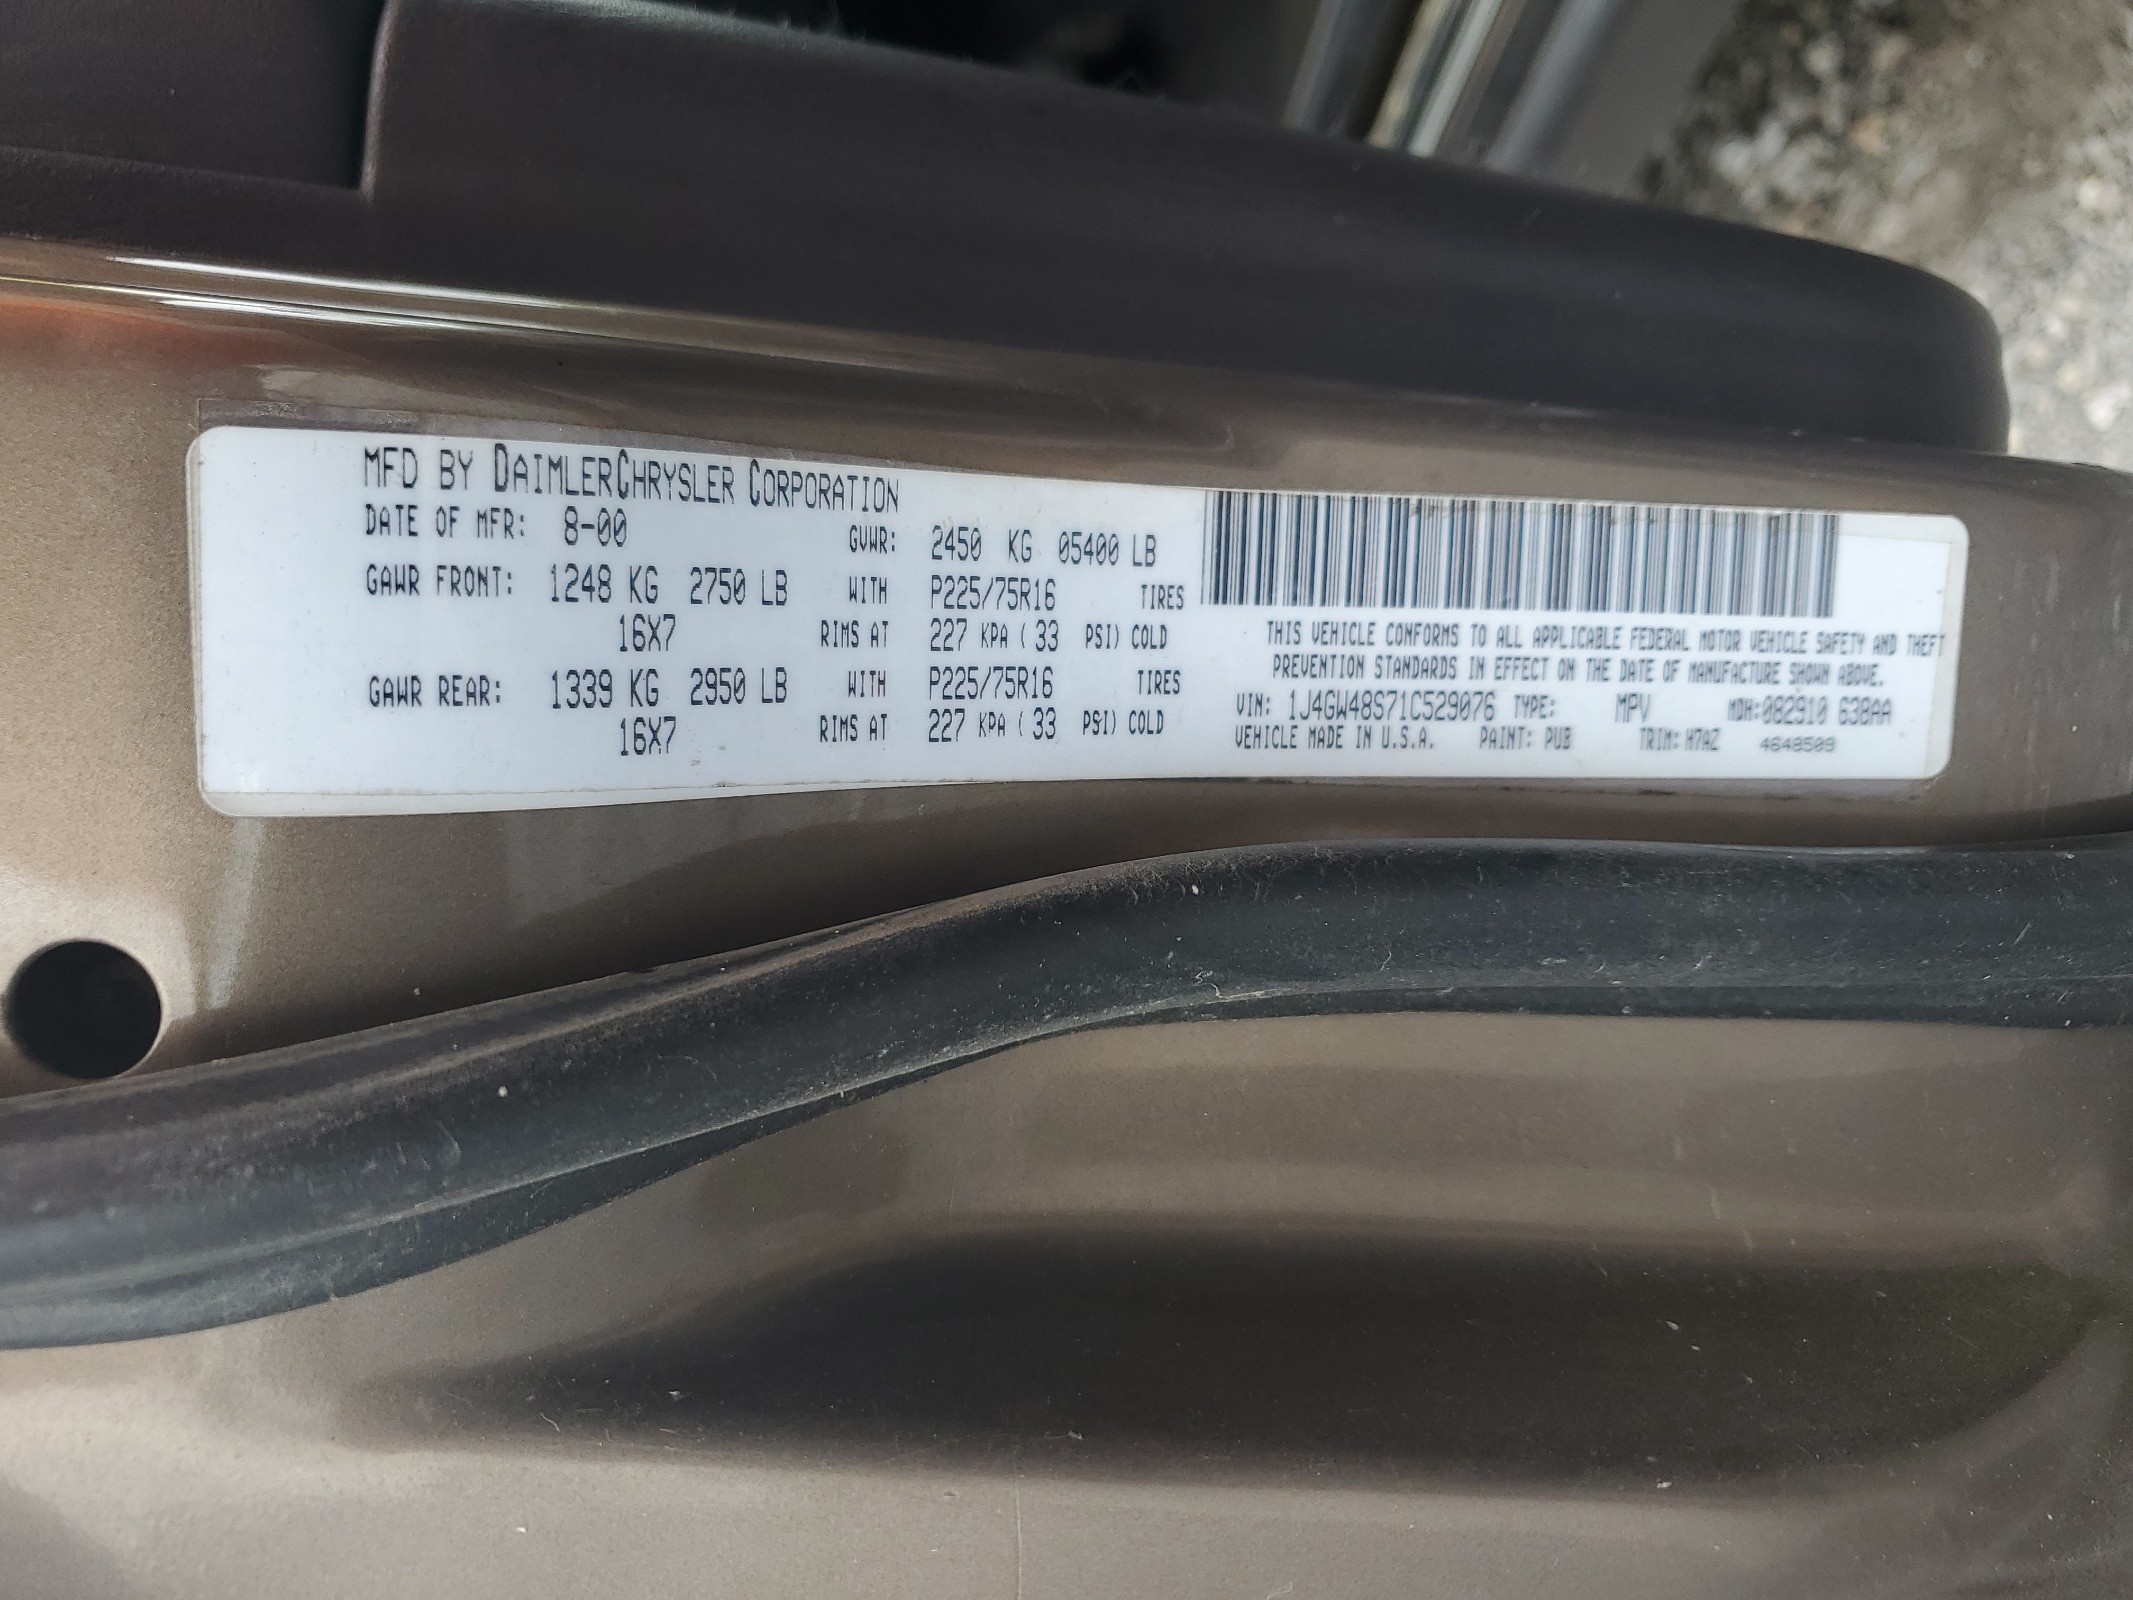 MFD BY DAIMLERCHRYSLER CORPORATION
DATE OF MFR: 8-00 GVWR: 2450 KG 05400 LB
GAWR FRONT: 1248 KG 2750 LB WITH P225/75R16 TIRES
16X7 RIMS AT 227 KPA ( 33 PSI) COLD
GAWR REAR: 1339 KG 2950 LB WITH P225/75R16 TIRES
16X7 RIMS AT 227 KPA ( 33 PSI) COLD
THIS VEHICLE CONFORMS TO ALL APPLICABLE FEDERAL MOTOR VEHICLE SAFETY AND THEFT
PREVENTION STANDARDS IN EFFECT ON THE DATE OF MANUFACTURE SHOWN ABOVE.
VIN: 1J4GW48S71C529076 TYPE: MPV MDH:082910 638AA
VEHICLE MADE IN U.S.A. PAINT: PUB TRIM: H7AZ 4648509